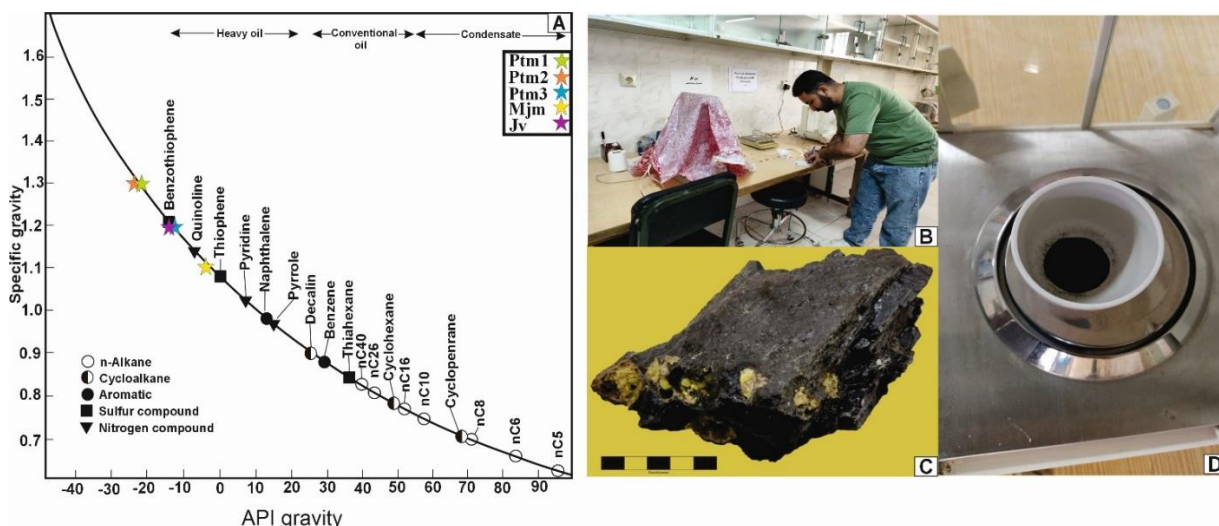 A
Heavy oil
Conventional
oil
Condensate
Ptm1
Ptm2
Ptm3
Mjm
Jv
Specific gravity
1.6
1.5
1.4
1.3
1.2
1.1
1.0
0.9
0.8
0.7
Benzothiophene
Quinoline
Thiophene
Pyridine
Naphthalene
Pyrrole
Decalin
Benzene
Thiahexane
nC40
nC26
Cyclohexane
nC16
nC10
Cyclopenrane
nC8
nC6
nC5
n-Alkane
Cycloalkane
Aromatic
Sulfur compound
Nitrogen compound
-40 -30 -20 -10 0 10 20 30 40 50 60 70 80 90
API gravity
B
C
D